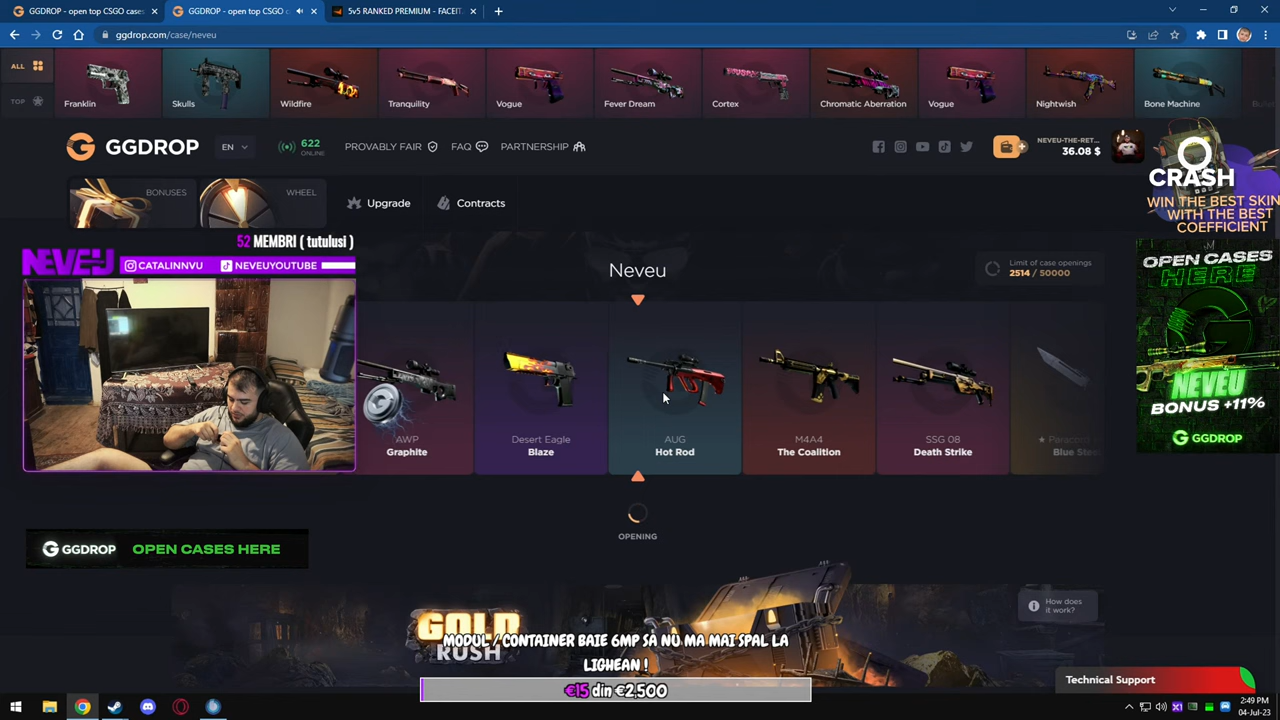 GGDROP - open top CSGO cases
GGDROP - open top CSGO c
5v5 RANKED PREMIUM - FACEIT
ggdrop.com/case/neveu
ALL
TOP
Franklin
Skulls
Wildfire
Tranquility
Vogue
Fever Dream
Cortex
Chromatic Aberration
Vogue
Nightwish
Bone Machine
GGDROP
EN
622
ONLINE
PROVABLY FAIR
FAQ
PARTNERSHIP
NEVEU-THE-RET...
36.08 $
CRASH
WIN THE BEST SKIN
WITH THE BEST
COEFFICIENT
BONUSES
WHEEL
Upgrade
Contracts
52 MEMBRI ( tutulusi )
NEVEU
CATALINNVU
NEVEUYOUTUBE
Neveu
Limit of case openings
2514 / 50000
OPEN CASES
HERE
NEVEU
BONUS +11%
GGDROP
AWP
Graphite
Desert Eagle
Blaze
AUG
Hot Rod
M4A4
The Coalition
SSG 08
Death Strike
★ Paracord
Blue Steel
OPENING
GGDROP OPEN CASES HERE
GOLD
RUSH
How does
it work?
MODUL / CONTAINER BAIE 6MP SA NU MA MAI SPAL LA
LIGHEAN !
€15 din €2,500
Technical Support
2:49 PM
04-Jul-23